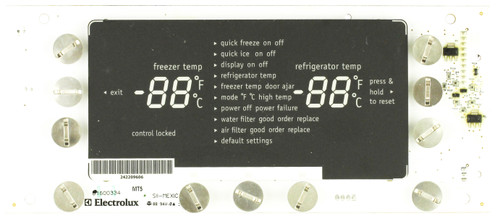 quick freeze on off
quick ice on off
display on off
refrigerator temp
freezer temp door ajar
mode °F °C high temp
power off power failure
water filter good order replace
air filter good order replace
default settings
freezer temp
-88 °F °C
exit
control locked
refrigerator temp
-88 °F °C
press &
hold
to reset
242209606
MTS
Electrolux